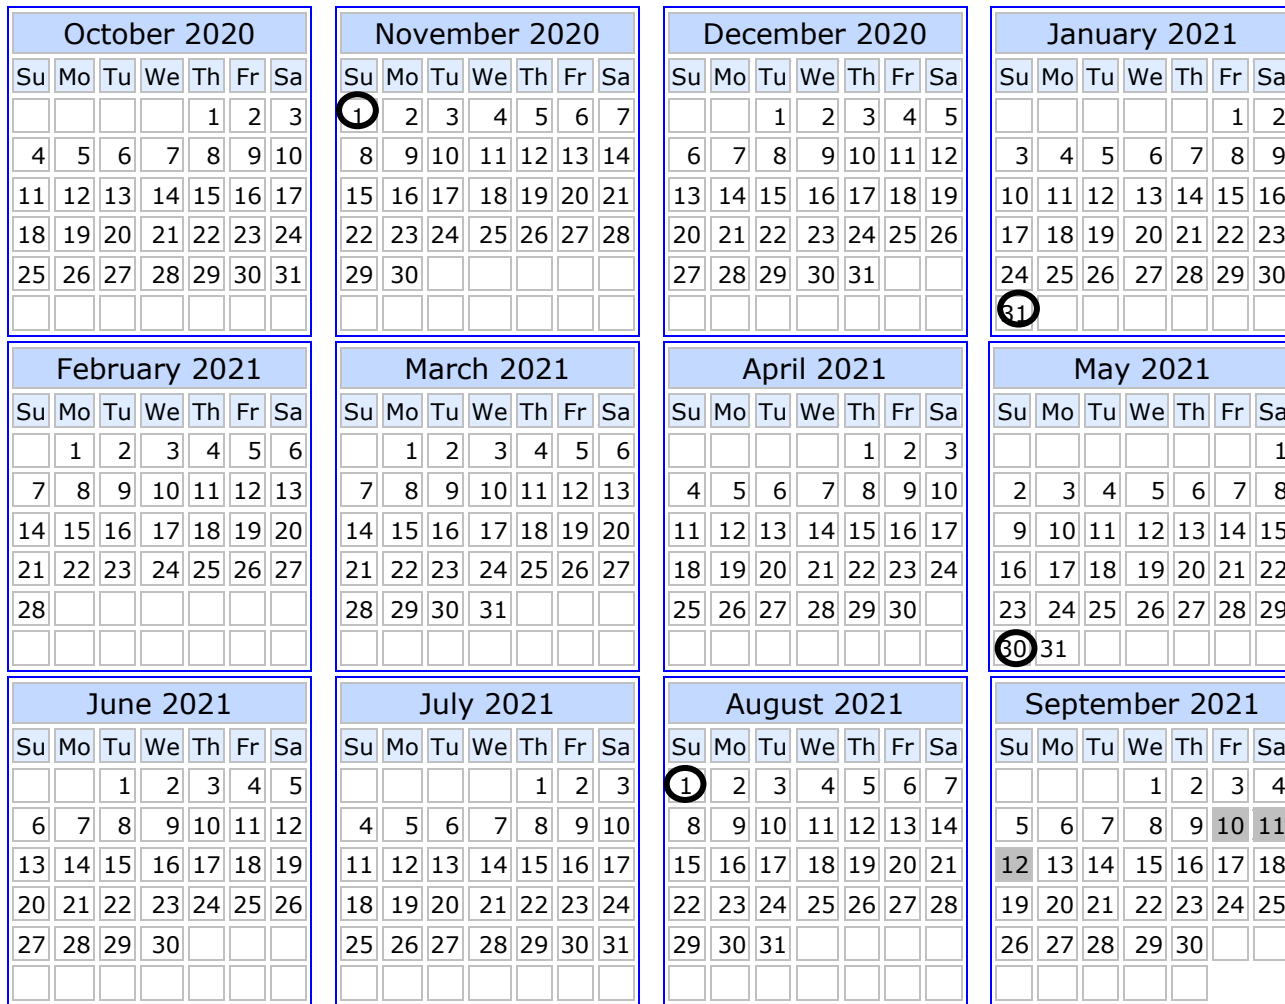 October 2020
Su Mo Tu We Th Fr Sa
1 2 3
4 5 6 7 8 9 10
11 12 13 14 15 16 17
18 19 20 21 22 23 24
25 26 27 28 29 30 31
November 2020
Su Mo Tu We Th Fr Sa
1 2 3 4 5 6 7
8 9 10 11 12 13 14
15 16 17 18 19 20 21
22 23 24 25 26 27 28
29 30
December 2020
Su Mo Tu We Th Fr Sa
1 2 3 4 5
6 7 8 9 10 11 12
13 14 15 16 17 18 19
20 21 22 23 24 25 26
27 28 29 30 31
January 2021
Su Mo Tu We Th Fr Sa
1 2
3 4 5 6 7 8 9
10 11 12 13 14 15 16
17 18 19 20 21 22 23
24 25 26 27 28 29 30
31
February 2021
Su Mo Tu We Th Fr Sa
1 2 3 4 5 6
7 8 9 10 11 12 13
14 15 16 17 18 19 20
21 22 23 24 25 26 27
28
March 2021
Su Mo Tu We Th Fr Sa
1 2 3 4 5 6
7 8 9 10 11 12 13
14 15 16 17 18 19 20
21 22 23 24 25 26 27
28 29 30 31
April 2021
Su Mo Tu We Th Fr Sa
1 2 3
4 5 6 7 8 9 10
11 12 13 14 15 16 17
18 19 20 21 22 23 24
25 26 27 28 29 30
May 2021
Su Mo Tu We Th Fr Sa
1
2 3 4 5 6 7 8
9 10 11 12 13 14 15
16 17 18 19 20 21 22
23 24 25 26 27 28 29
30 31
June 2021
Su Mo Tu We Th Fr Sa
1 2 3 4 5
6 7 8 9 10 11 12
13 14 15 16 17 18 19
20 21 22 23 24 25 26
27 28 29 30
July 2021
Su Mo Tu We Th Fr Sa
1 2 3
4 5 6 7 8 9 10
11 12 13 14 15 16 17
18 19 20 21 22 23 24
25 26 27 28 29 30 31
August 2021
Su Mo Tu We Th Fr Sa
1 2 3 4 5 6 7
8 9 10 11 12 13 14
15 16 17 18 19 20 21
22 23 24 25 26 27 28
29 30 31
September 2021
Su Mo Tu We Th Fr Sa
1 2 3 4
5 6 7 8 9 10 11
12 13 14 15 16 17 18
19 20 21 22 23 24 25
26 27 28 29 30